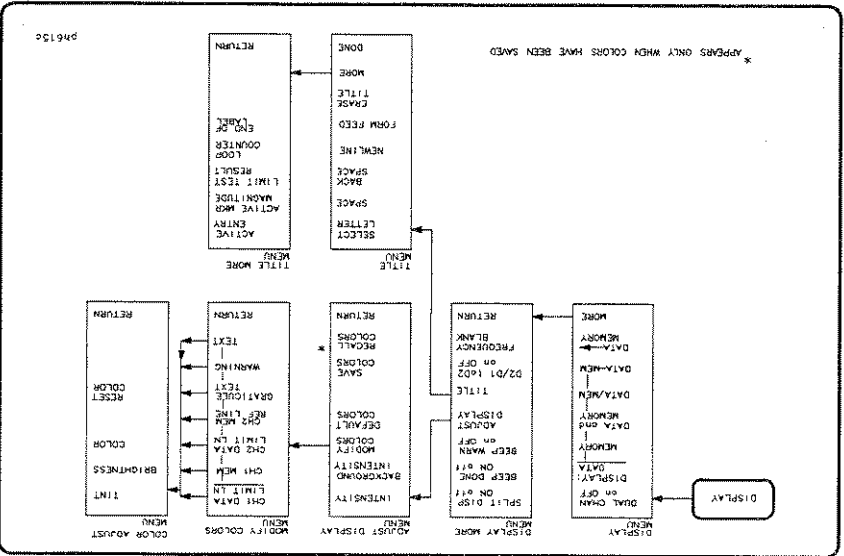 DISPLAY
DISPLAY
MENU
DUAL CHAN
on OFF
DISPLAY:
DATA
MEMORY
DATA and
MEMORY
DATA/MEM
DATA-MEM
DATA→
MEMORY
MORE
DISPLAY MORE
MENU
SPLIT DISP
ON off
BEEP DONE
ON off
BEEP WARN
on OFF
ADJUST
DISPLAY
TITLE
D2/D1 toD2
on OFF
FREQUENCY
BLANK
RETURN
ADJUST DISPLAY
MENU
INTENSITY
BACKGROUND
INTENSITY
MODIFY
COLORS
DEFAULT
COLORS
SAVE
COLORS
RECALL
COLORS
*
RETURN
MODIFY COLORS
MENU
CH1 DATA
LIMIT LN
CH1 MEM
CH2 DATA
LIMIT LN
CH2 MEM
REF LINE
GRATICULE
TEXT
WARNING
TEXT
RETURN
COLOR ADJUST
MENU
TINT
BRIGHTNESS
COLOR
RESET
COLOR
RETURN
TITLE
MENU
SELECT
LETTER
SPACE
BACK
SPACE
NEWLINE
FORM FEED
ERASE
TITLE
MORE
DONE
TITLE MORE
MENU
ACTIVE
ENTRY
ACTIVE MKR
MAGNITUDE
LIMIT TEST
RESULT
LOOP
COUNTER
END OF
LABEL
RETURN
* APPEARS ONLY WHEN COLORS HAVE BEEN SAVED
ph615c